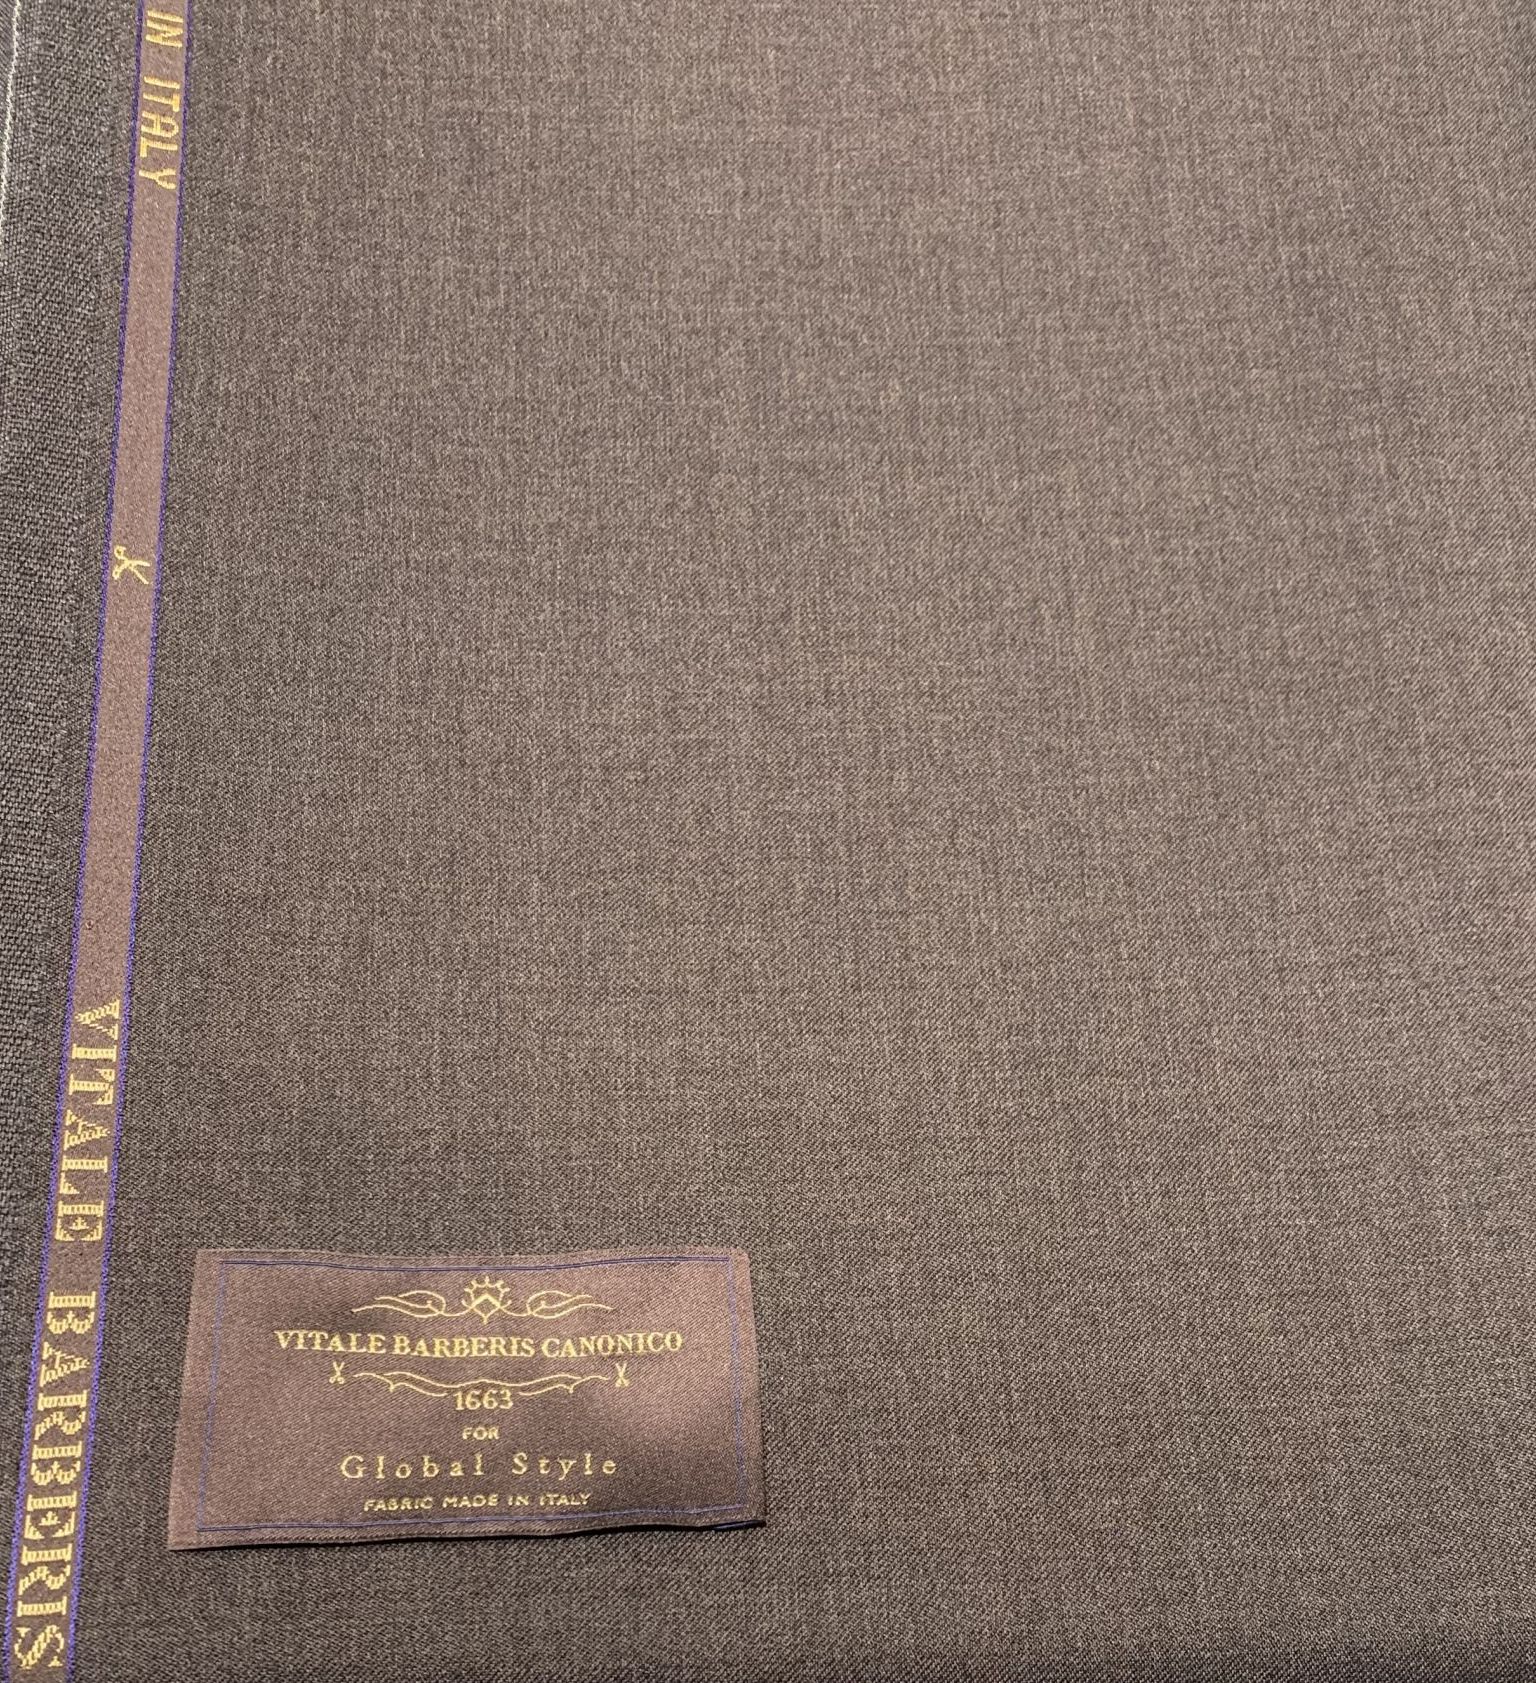 IN ITALY
VITALE BARBERIS
VITALE BARBERIS CANONICO
1663
FOR
Global Style
FABRIC MADE IN ITALY